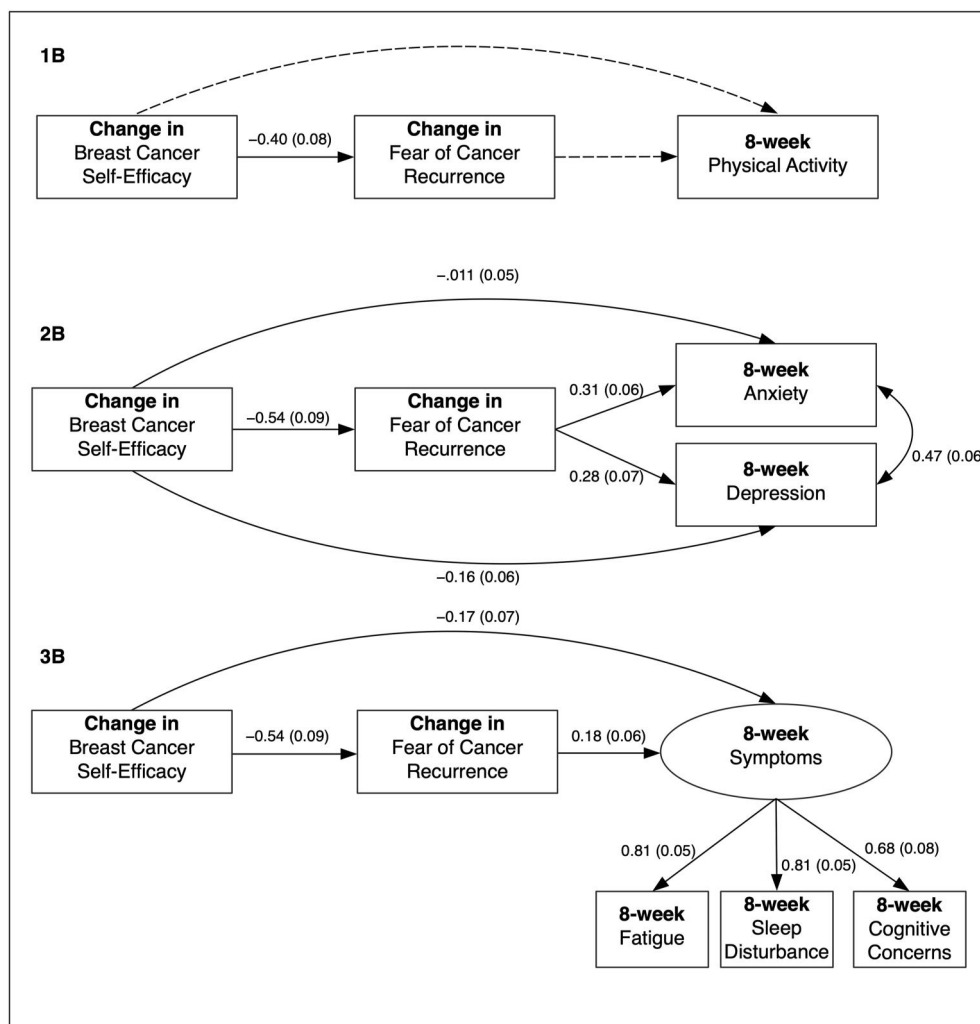 1B
Change in
Breast Cancer
Self-Efficacy
−0.40 (0.08)
Change in
Fear of Cancer
Recurrence
8-week
Physical Activity
2B
−.011 (0.05)
Change in
Breast Cancer
Self-Efficacy
−0.54 (0.09)
Change in
Fear of Cancer
Recurrence
0.31 (0.06)
0.28 (0.07)
8-week
Anxiety
8-week
Depression
0.47 (0.06
−0.16 (0.06)
3B
−0.17 (0.07)
Change in
Breast Cancer
Self-Efficacy
−0.54 (0.09)
Change in
Fear of Cancer
Recurrence
0.18 (0.06)
8-week
Symptoms
0.81 (0.05)
0.81 (0.05)
0.68 (0.08)
8-week
Fatigue
8-week
Sleep
Disturbance
8-week
Cognitive
Concerns